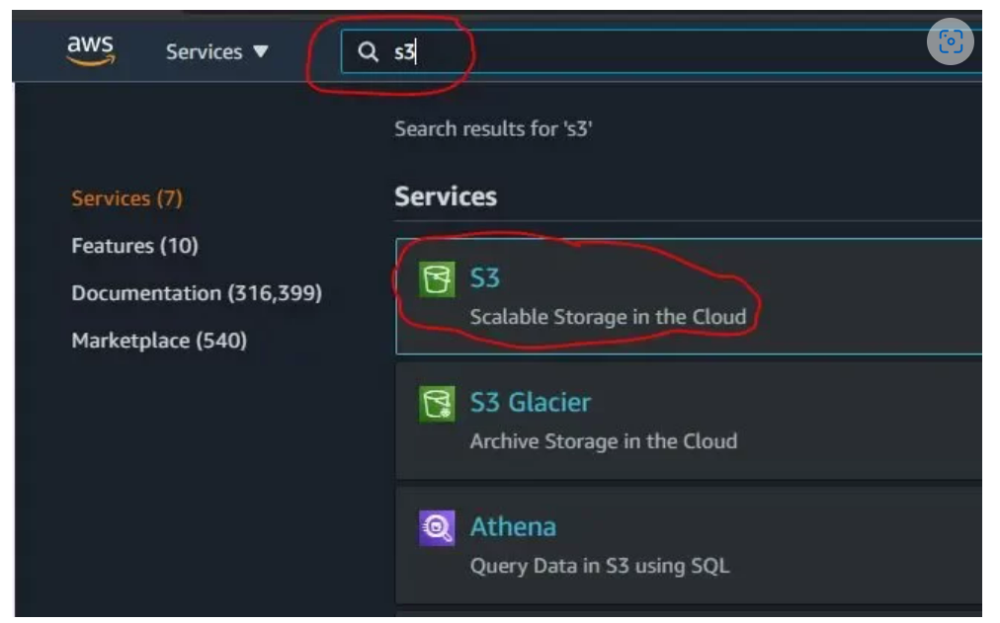 aws
Services ▼
s3
Search results for 's3'
Services (7)
Features (10)
Documentation (316,399)
Marketplace (540)
Services
S3
Scalable Storage in the Cloud
S3 Glacier
Archive Storage in the Cloud
Athena
Query Data in S3 using SQL